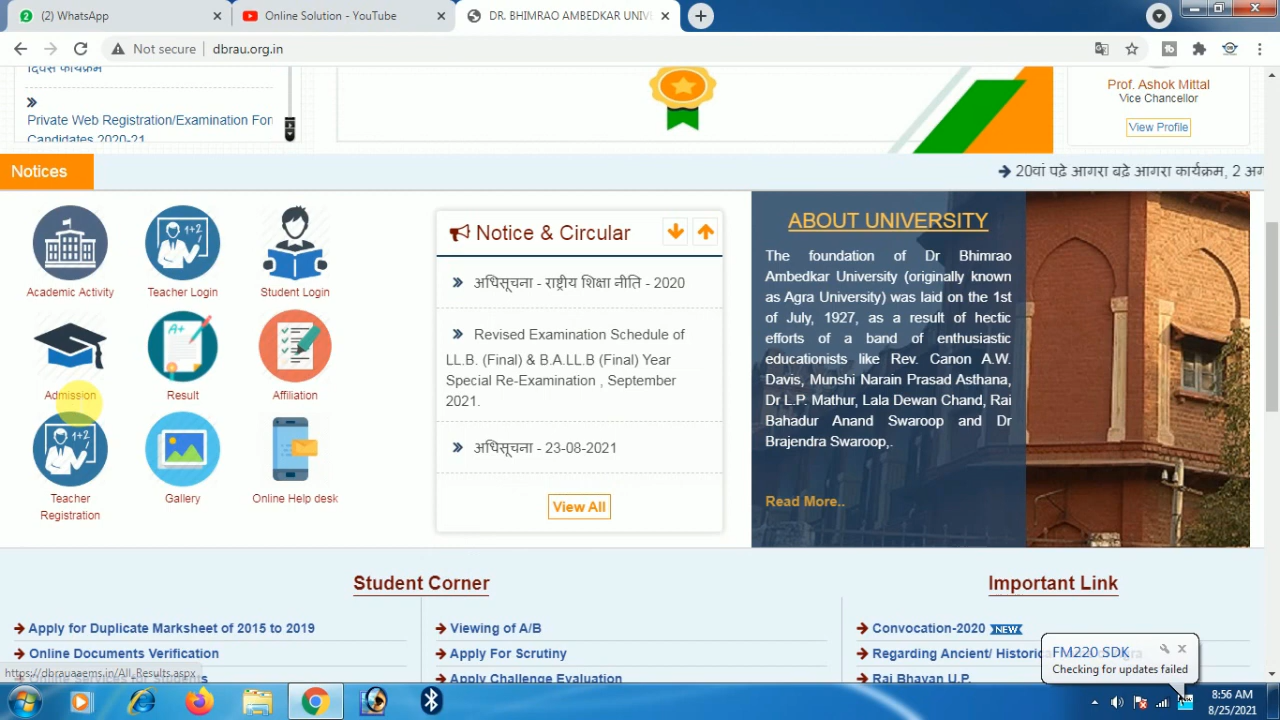 (2) WhatsApp
Online Solution - YouTube
DR. BHIMRAO AMBEDKAR UNIV
Not secure
dbrau.org.in
दिवस कार्यक्रम
Private Web Registration/Examination For
Candidates 2020-21
Prof. Ashok Mittal
Vice Chancellor
View Profile
Notices
20वां पढ़े आगरा बढ़े आगरा कार्यक्रम, 2 अग
Academic Activity
Teacher Login
Student Login
Admission
Result
Affiliation
Teacher
Registration
Gallery
Online Help desk
Notice & Circular
अधिसूचना - राष्ट्रीय शिक्षा नीति - 2020
Revised Examination Schedule of
LL.B. (Final) & B.A.LL.B (Final) Year
Special Re-Examination , September
2021.
अधिसूचना - 23-08-2021
View All
ABOUT UNIVERSITY
The foundation of Dr Bhimrao
Ambedkar University (originally known
as Agra University) was laid on the 1st
of July, 1927, as a result of hectic
efforts of a band of enthusiastic
educationists like Rev. Canon A.W.
Davis, Munshi Narain Prasad Asthana,
Dr L.P. Mathur, Lala Dewan Chand, Rai
Bahadur Anand Swaroop and Dr
Brajendra Swaroop,.
Read More..
Student Corner
Apply for Duplicate Marksheet of 2015 to 2019
Online Documents Verification
Viewing of A/B
Apply For Scrutiny
Apply Challenge Evaluation
Important Link
Convocation-2020 NEW
Regarding Ancient/
Raj Bhavan U.P.
https://dbrauaaems.in/All_Results.aspx
FM220 SDK
Checking for updates failed
8:56 AM
8/25/2021